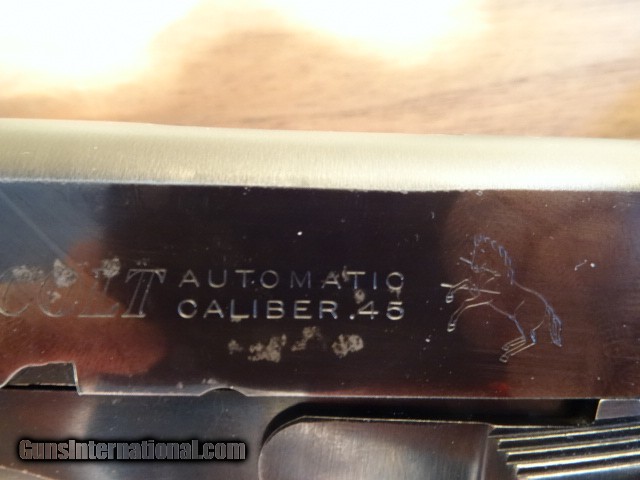 COLT AUTOMATIC
CALIBER .45
GunsInternational.com